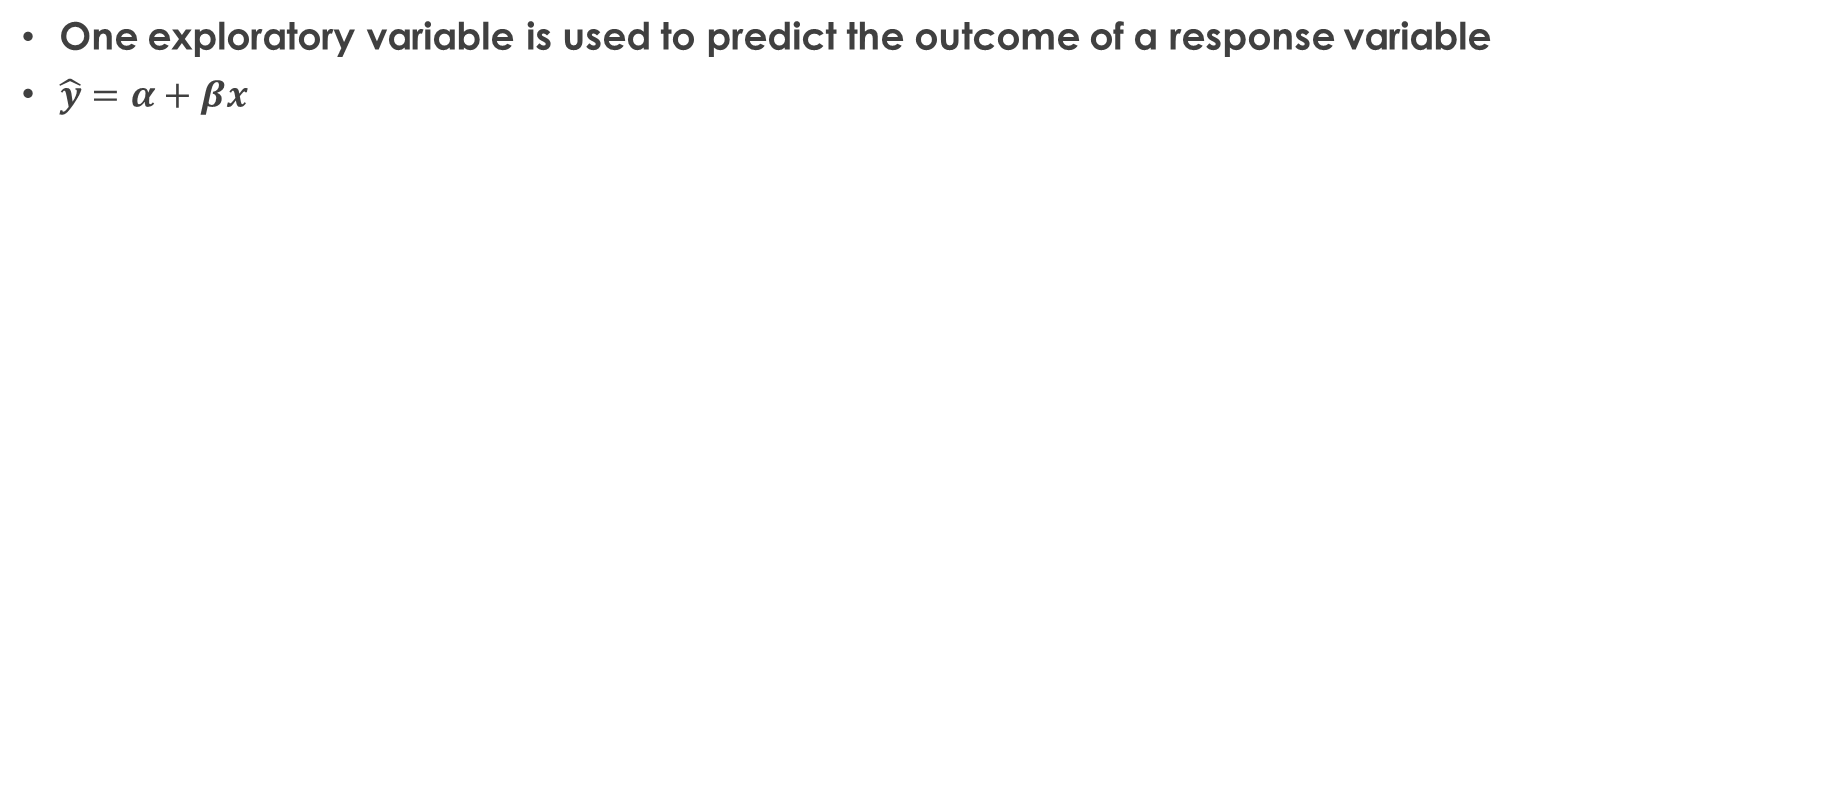 • One exploratory variable is used to predict the outcome of a response variable
• ŷ = α + βx